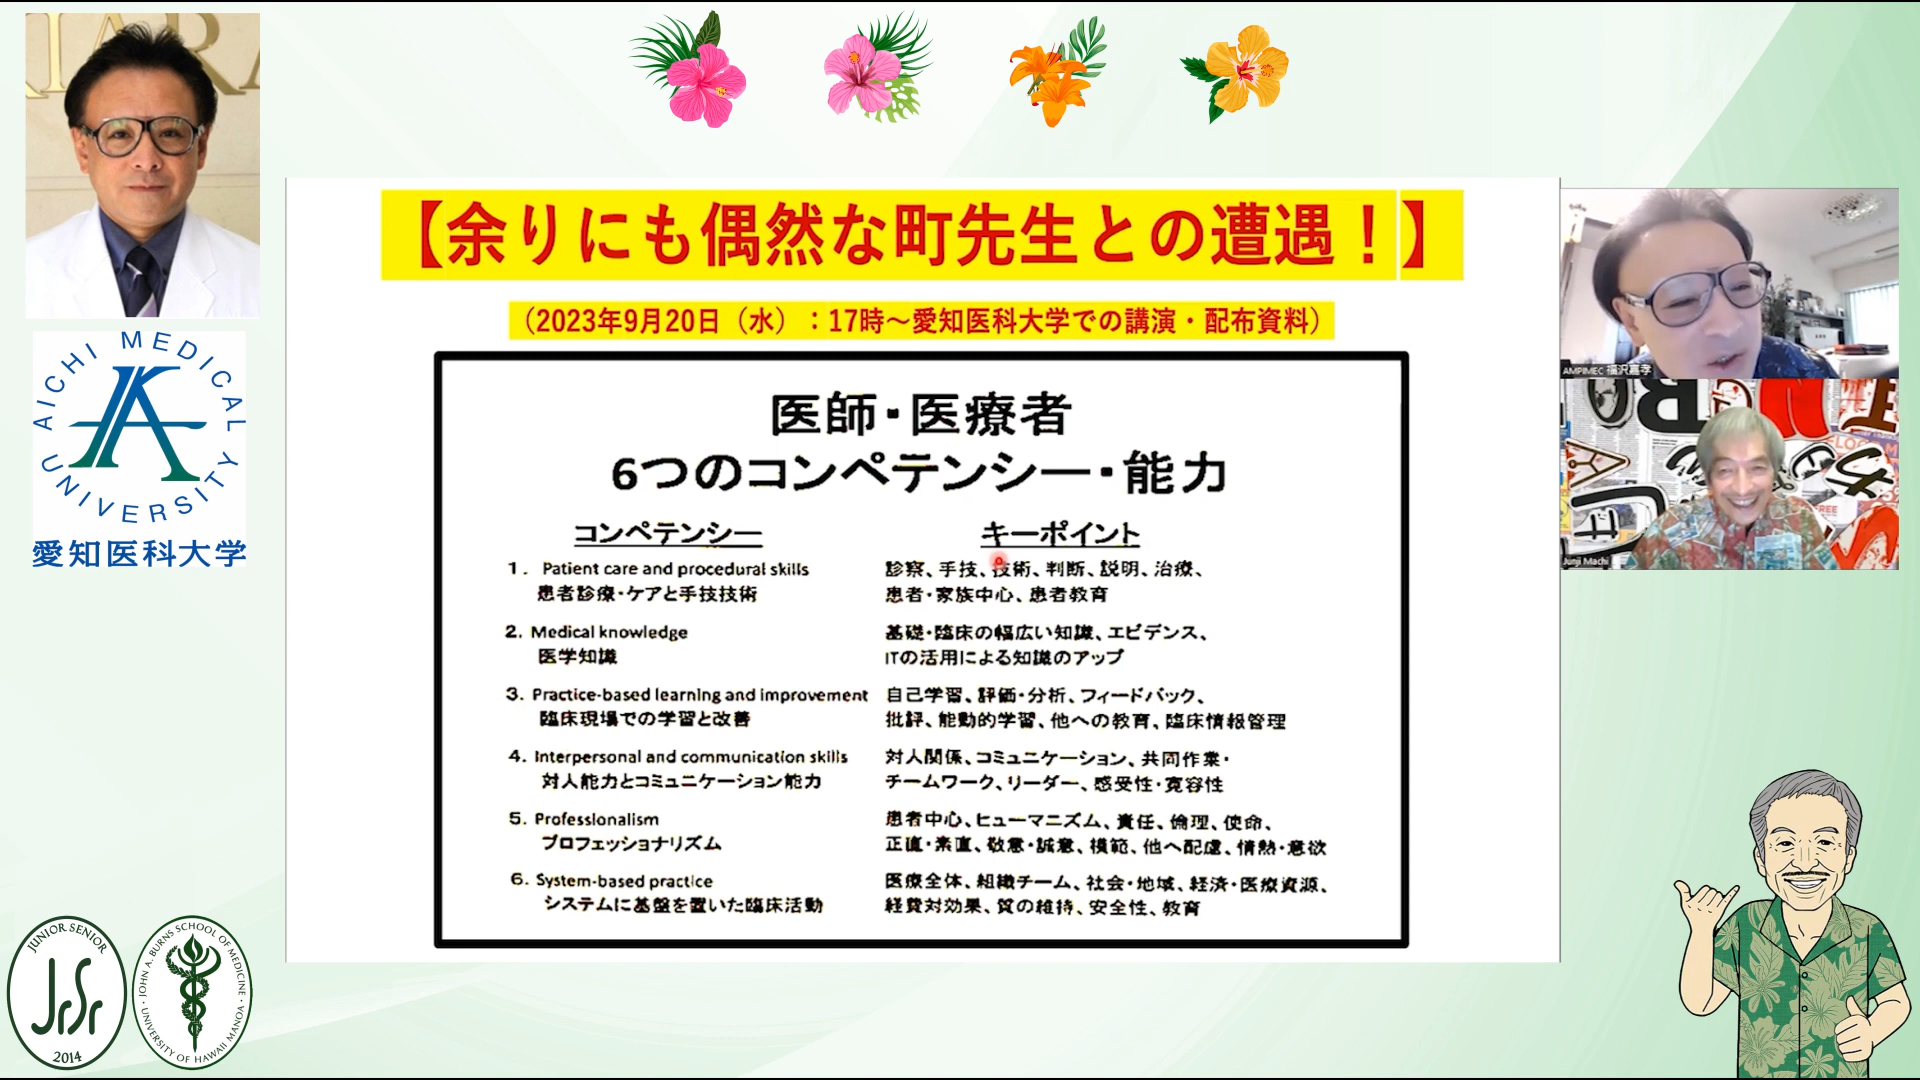 【余りにも偶然な町先生との遭遇！】
（2023年9月20日（水）：17時～愛知医科大学での講演・配布資料）
医師・医療者
6つのコンペテンシー・能力
コンペテンシー
キーポイント
1. Patient care and procedural skills
患者診療・ケアと手技技術
診察、手技、技術、判断、説明、治療、
患者・家族中心、患者教育
2. Medical knowledge
医学知識
基礎・臨床の幅広い知識、エビデンス、
ITの活用による知識のアップ
3. Practice-based learning and improvement
臨床現場での学習と改善
自己学習、評価・分析、フィードバック、
批評、能動的学習、他への教育、臨床情報管理
4. Interpersonal and communication skills
対人能力とコミュニケーション能力
対人関係、コミュニケーション、共同作業・
チームワーク、リーダー、感受性・寛容性
5. Professionalism
プロフェッショナリズム
患者中心、ヒューマニズム、責任、倫理、使命、
正直・素直、敬意・誠意、模範、他へ配慮、情熱・意欲
6. System-based practice
システムに基盤を置いた臨床活動
医療全体、組織チーム、社会・地域、経済・医療資源、
経費対効果、質の維持、安全性、教育
AICHI MEDICAL UNIVERSITY
愛知医科大学
AMPIMEC 福沢嘉孝
Junji Machi
JUNIOR SENIOR
JrSr
2014
JOHN A. BURNS SCHOOL OF MEDICINE
UNIVERSITY OF HAWAII MANOA